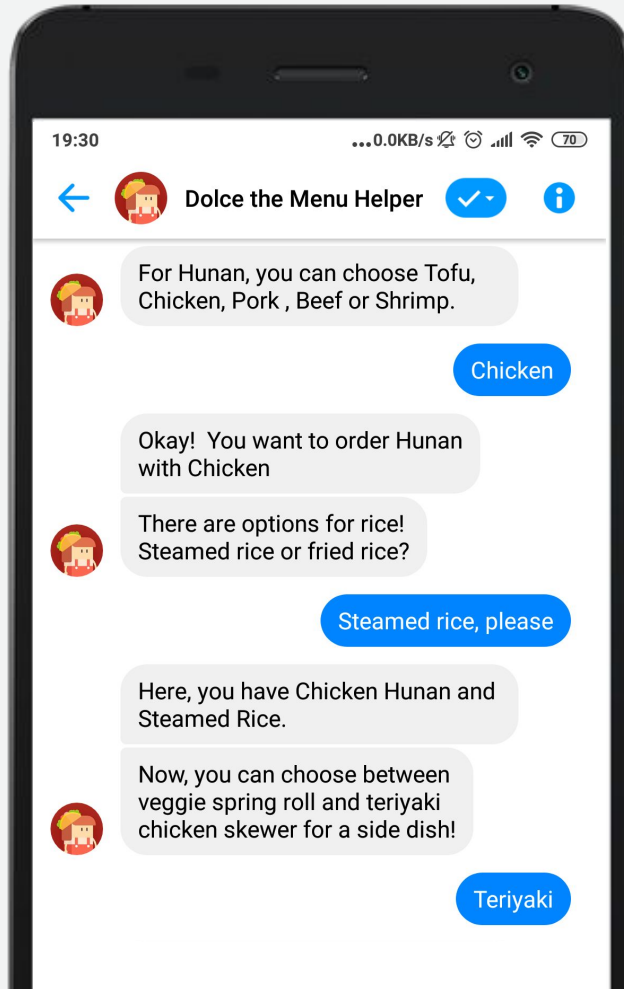 19:30
...0.0KB/s 70
Dolce the Menu Helper
For Hunan, you can choose Tofu,
Chicken, Pork , Beef or Shrimp.
Chicken
Okay!  You want to order Hunan
with Chicken
There are options for rice!
Steamed rice or fried rice?
Steamed rice, please
Here, you have Chicken Hunan and
Steamed Rice.
Now, you can choose between
veggie spring roll and teriyaki
chicken skewer for a side dish!
Teriyaki